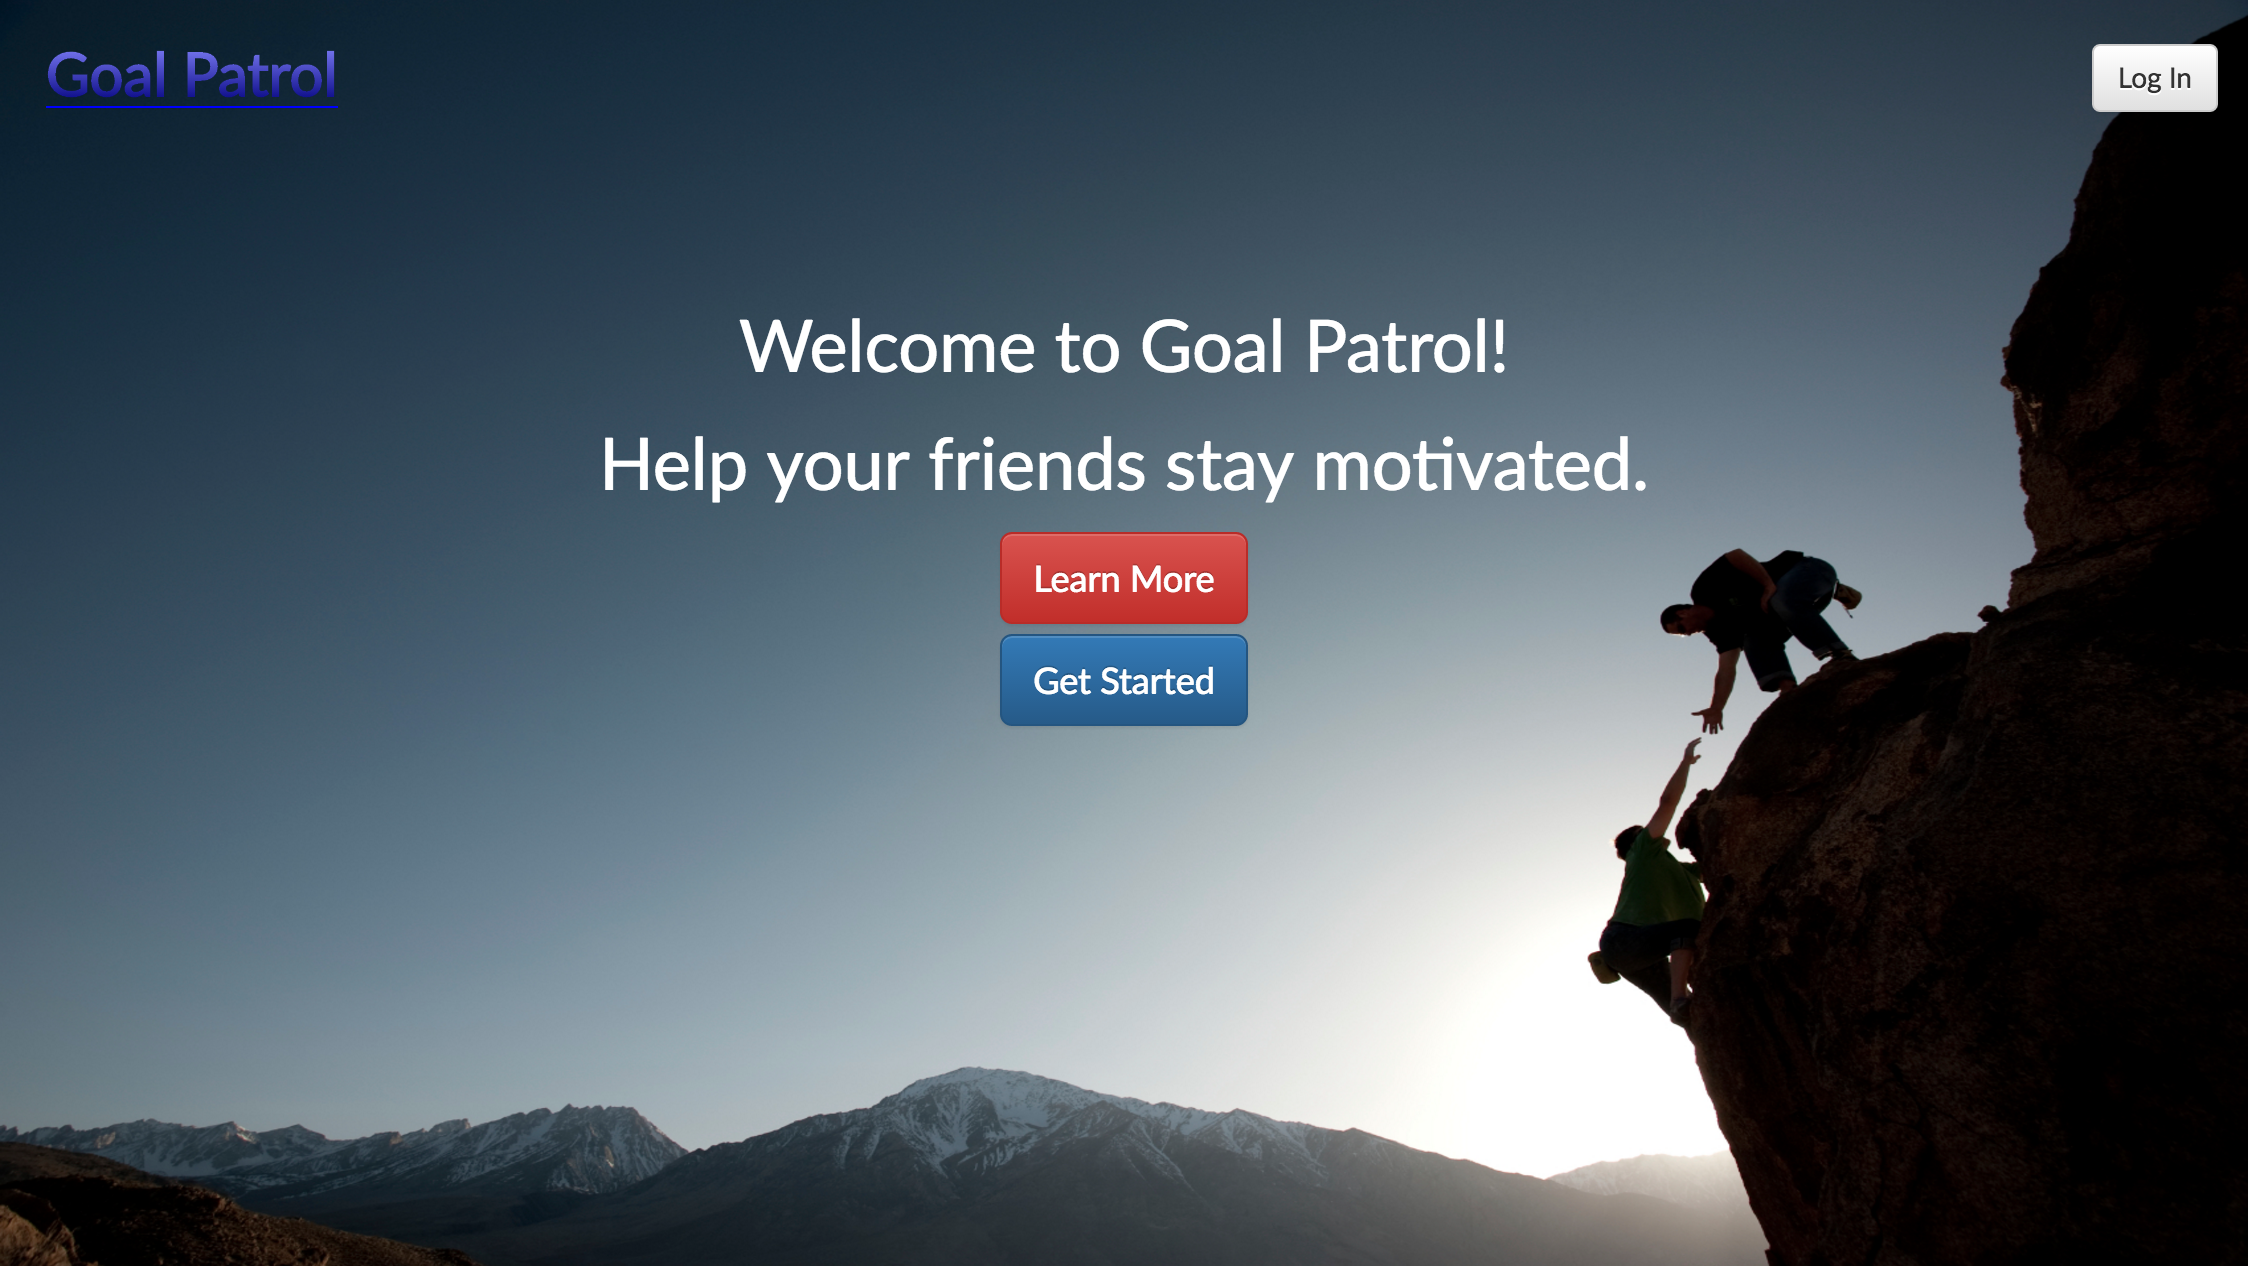 Goal Patrol
Log In
Welcome to Goal Patrol!
Help your friends stay motivated.
Learn More
Get Started